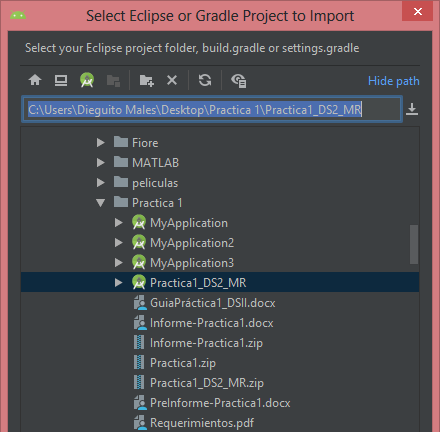 Select Eclipse or Gradle Project to Import
Select your Eclipse project folder, build.gradle or settings.gradle
Hide path
C:\Users\Dieguito Males\Desktop\Practica 1\Practica1_DS2_MR
Fiore
MATLAB
peliculas
Practica 1
MyApplication
MyApplication2
MyApplication3
Practica1_DS2_MR
GuiaPráctica1_DSII.docx
Informe-Practica1.docx
Informe-Practica1.zip
Practica1.zip
Practica1_DS2_MR.zip
PreInforme-Practica1.docx
Requerimientos.pdf